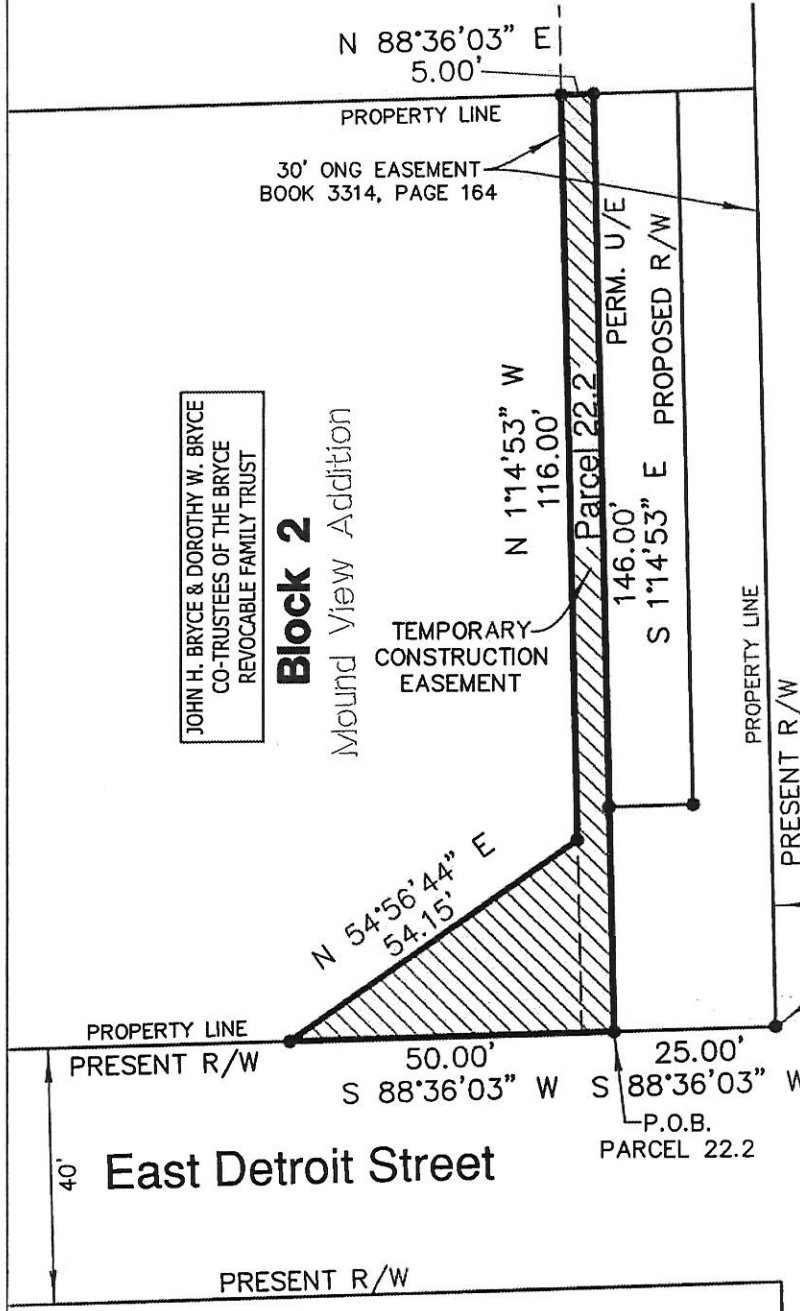 N 88°36'03" E
5.00'
PROPERTY LINE
30' ONG EASEMENT
BOOK 3314, PAGE 164
PERM. U/E
PROPOSED R/W
N 1°14'53" W
116.00'
Parcel 22.2
146.00'
S 1°14'53" E
JOHN H. BRYCE & DOROTHY W. BRYCE
CO-TRUSTEES OF THE BRYCE
REVOCABLE FAMILY TRUST
Block 2
Mound View Addition
TEMPORARY
CONSTRUCTION
EASEMENT
PROPERTY LINE
PRESENT R/W
N 54°56'44" E
54.15'
PROPERTY LINE
PRESENT R/W
50.00'
S 88°36'03" W
25.00'
S 88°36'03" W
P.O.B.
PARCEL 22.2
40'
East Detroit Street
PRESENT R/W